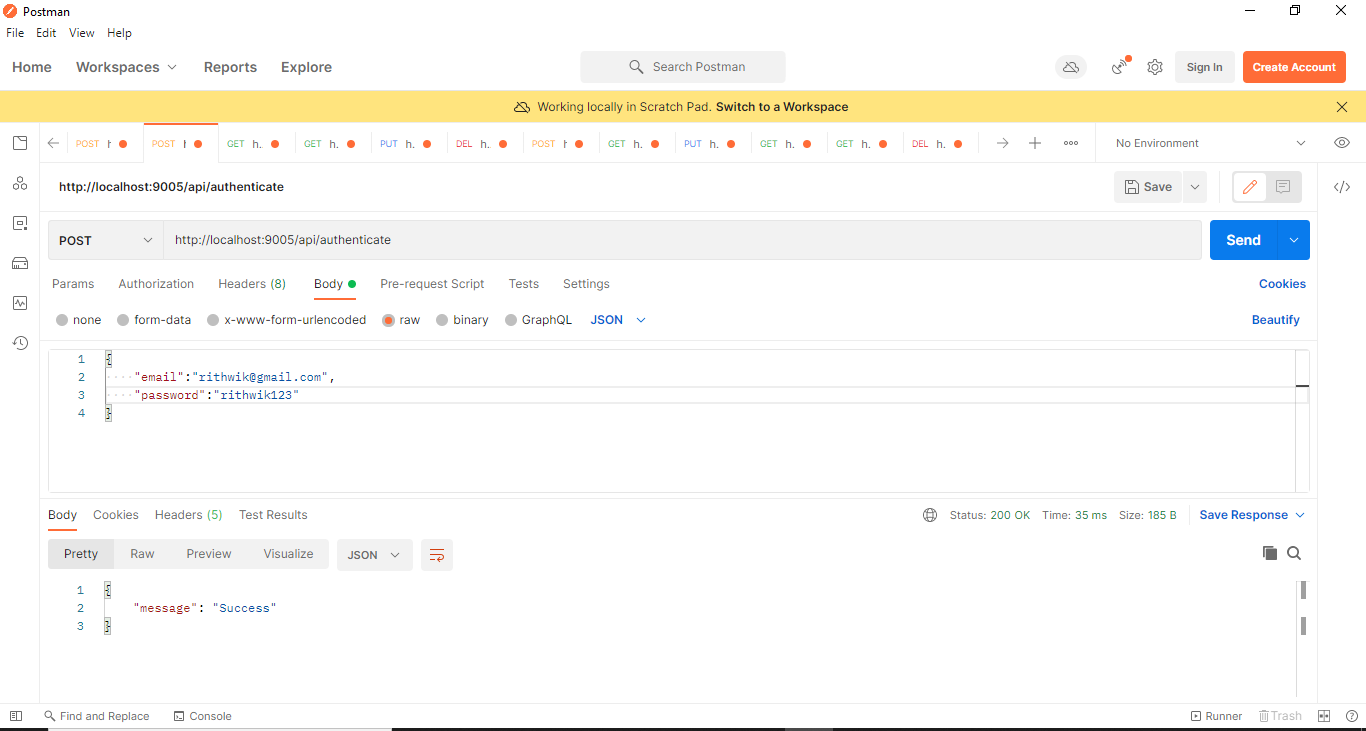 Postman
File Edit View Help
Home Workspaces Reports Explore Search Postman Sign In Create Account
Working locally in Scratch Pad. Switch to a Workspace
POST h POST h GET h. GET h. PUT h. DEL h. POST h GET h. PUT h. GET h. GET h. DEL h. No Environment
http://localhost:9005/api/authenticate Save
POST http://localhost:9005/api/authenticate Send
Params Authorization Headers (8) Body Pre-request Script Tests Settings Cookies
none form-data x-www-form-urlencoded raw binary GraphQL JSON Beautify
1 {
2 "email":"rithwik@gmail.com",
3 "password":"rithwik123"
4 }
Body Cookies Headers (5) Test Results Status: 200 OK Time: 35 ms Size: 185 B Save Response
Pretty Raw Preview Visualize JSON
1 {
2 "message": "Success"
3 }
Find and Replace Console Runner Trash